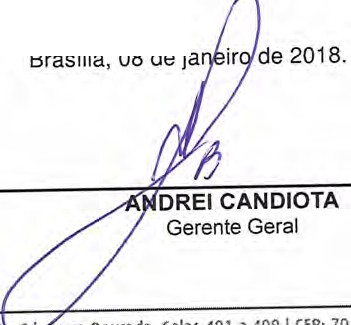 Brasília, 08 de janeiro de 2018.
ANDREI CANDIOTA
Gerente Geral